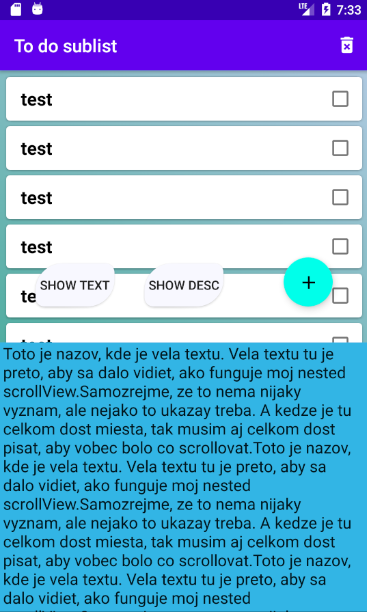 LTE 7:33
To do sublist
test
test
test
test
SHOW TEXT SHOW DESC +
test
test
Toto je nazov, kde je vela textu. Vela textu tu je
preto, aby sa dalo vidiet, ako funguje moj nested
scrollView.Samozrejme, ze to nema nijaky
vyznam, ale nejako to ukazay treba. A kedze je tu
celkom dost miesta, tak musim aj celkom dost
pisat, aby vobec bolo co scrollovat.Toto je nazov,
kde je vela textu. Vela textu tu je preto, aby sa
dalo vidiet, ako funguje moj nested
scrollView.Samozrejme, ze to nema nijaky
vyznam, ale nejako to ukazay treba. A kedze je tu
celkom dost miesta, tak musim aj celkom dost
pisat, aby vobec bolo co scrollovat.Toto je nazov,
kde je vela textu. Vela textu tu je preto, aby sa
dalo vidiet, ako funguje moj nested